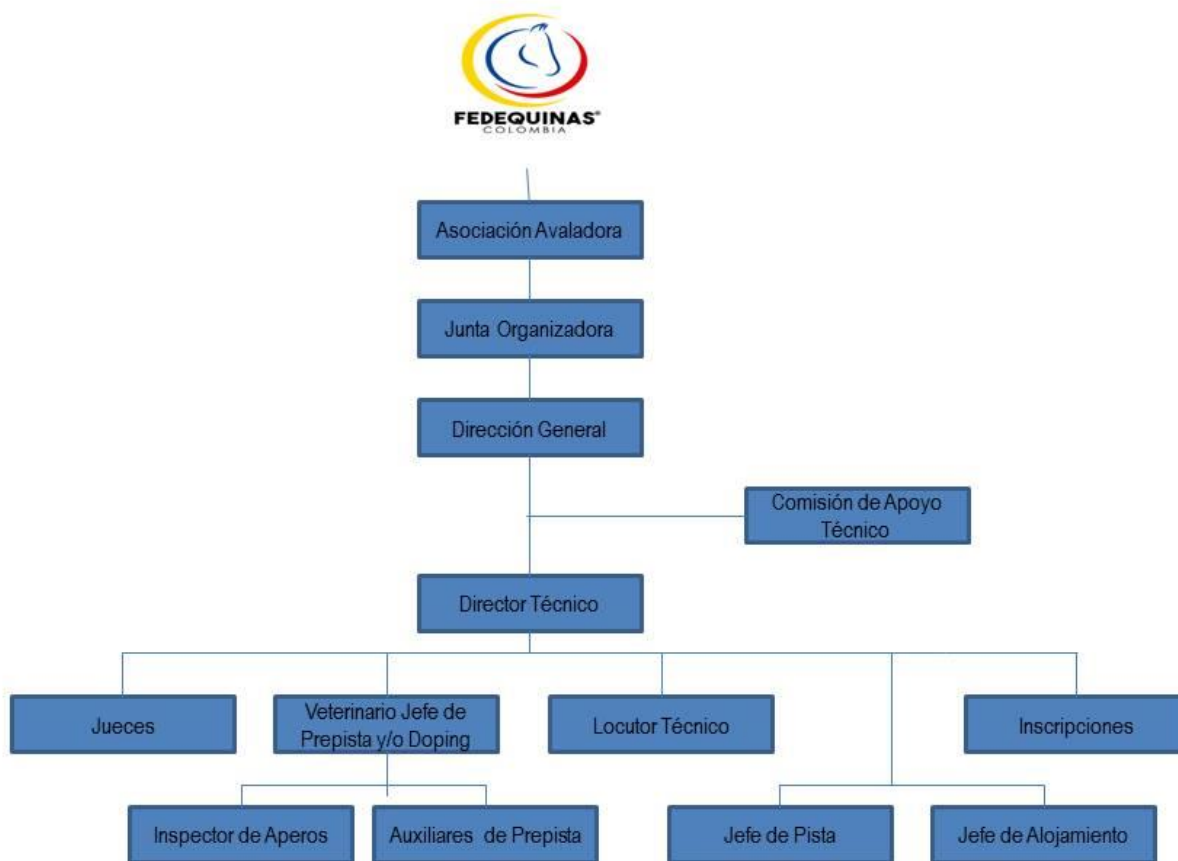 FEDEQUINAS®
COLOMBIA
Asociación Avaladora
Junta Organizadora
Dirección General
Comisión de Apoyo
Técnico
Director Técnico
Jueces
Veterinario Jefe de
Prepista y/o Doping
Locutor Técnico
Inscripciones
Inspector de Aperos
Auxiliares de Prepista
Jefe de Pista
Jefe de Alojamiento